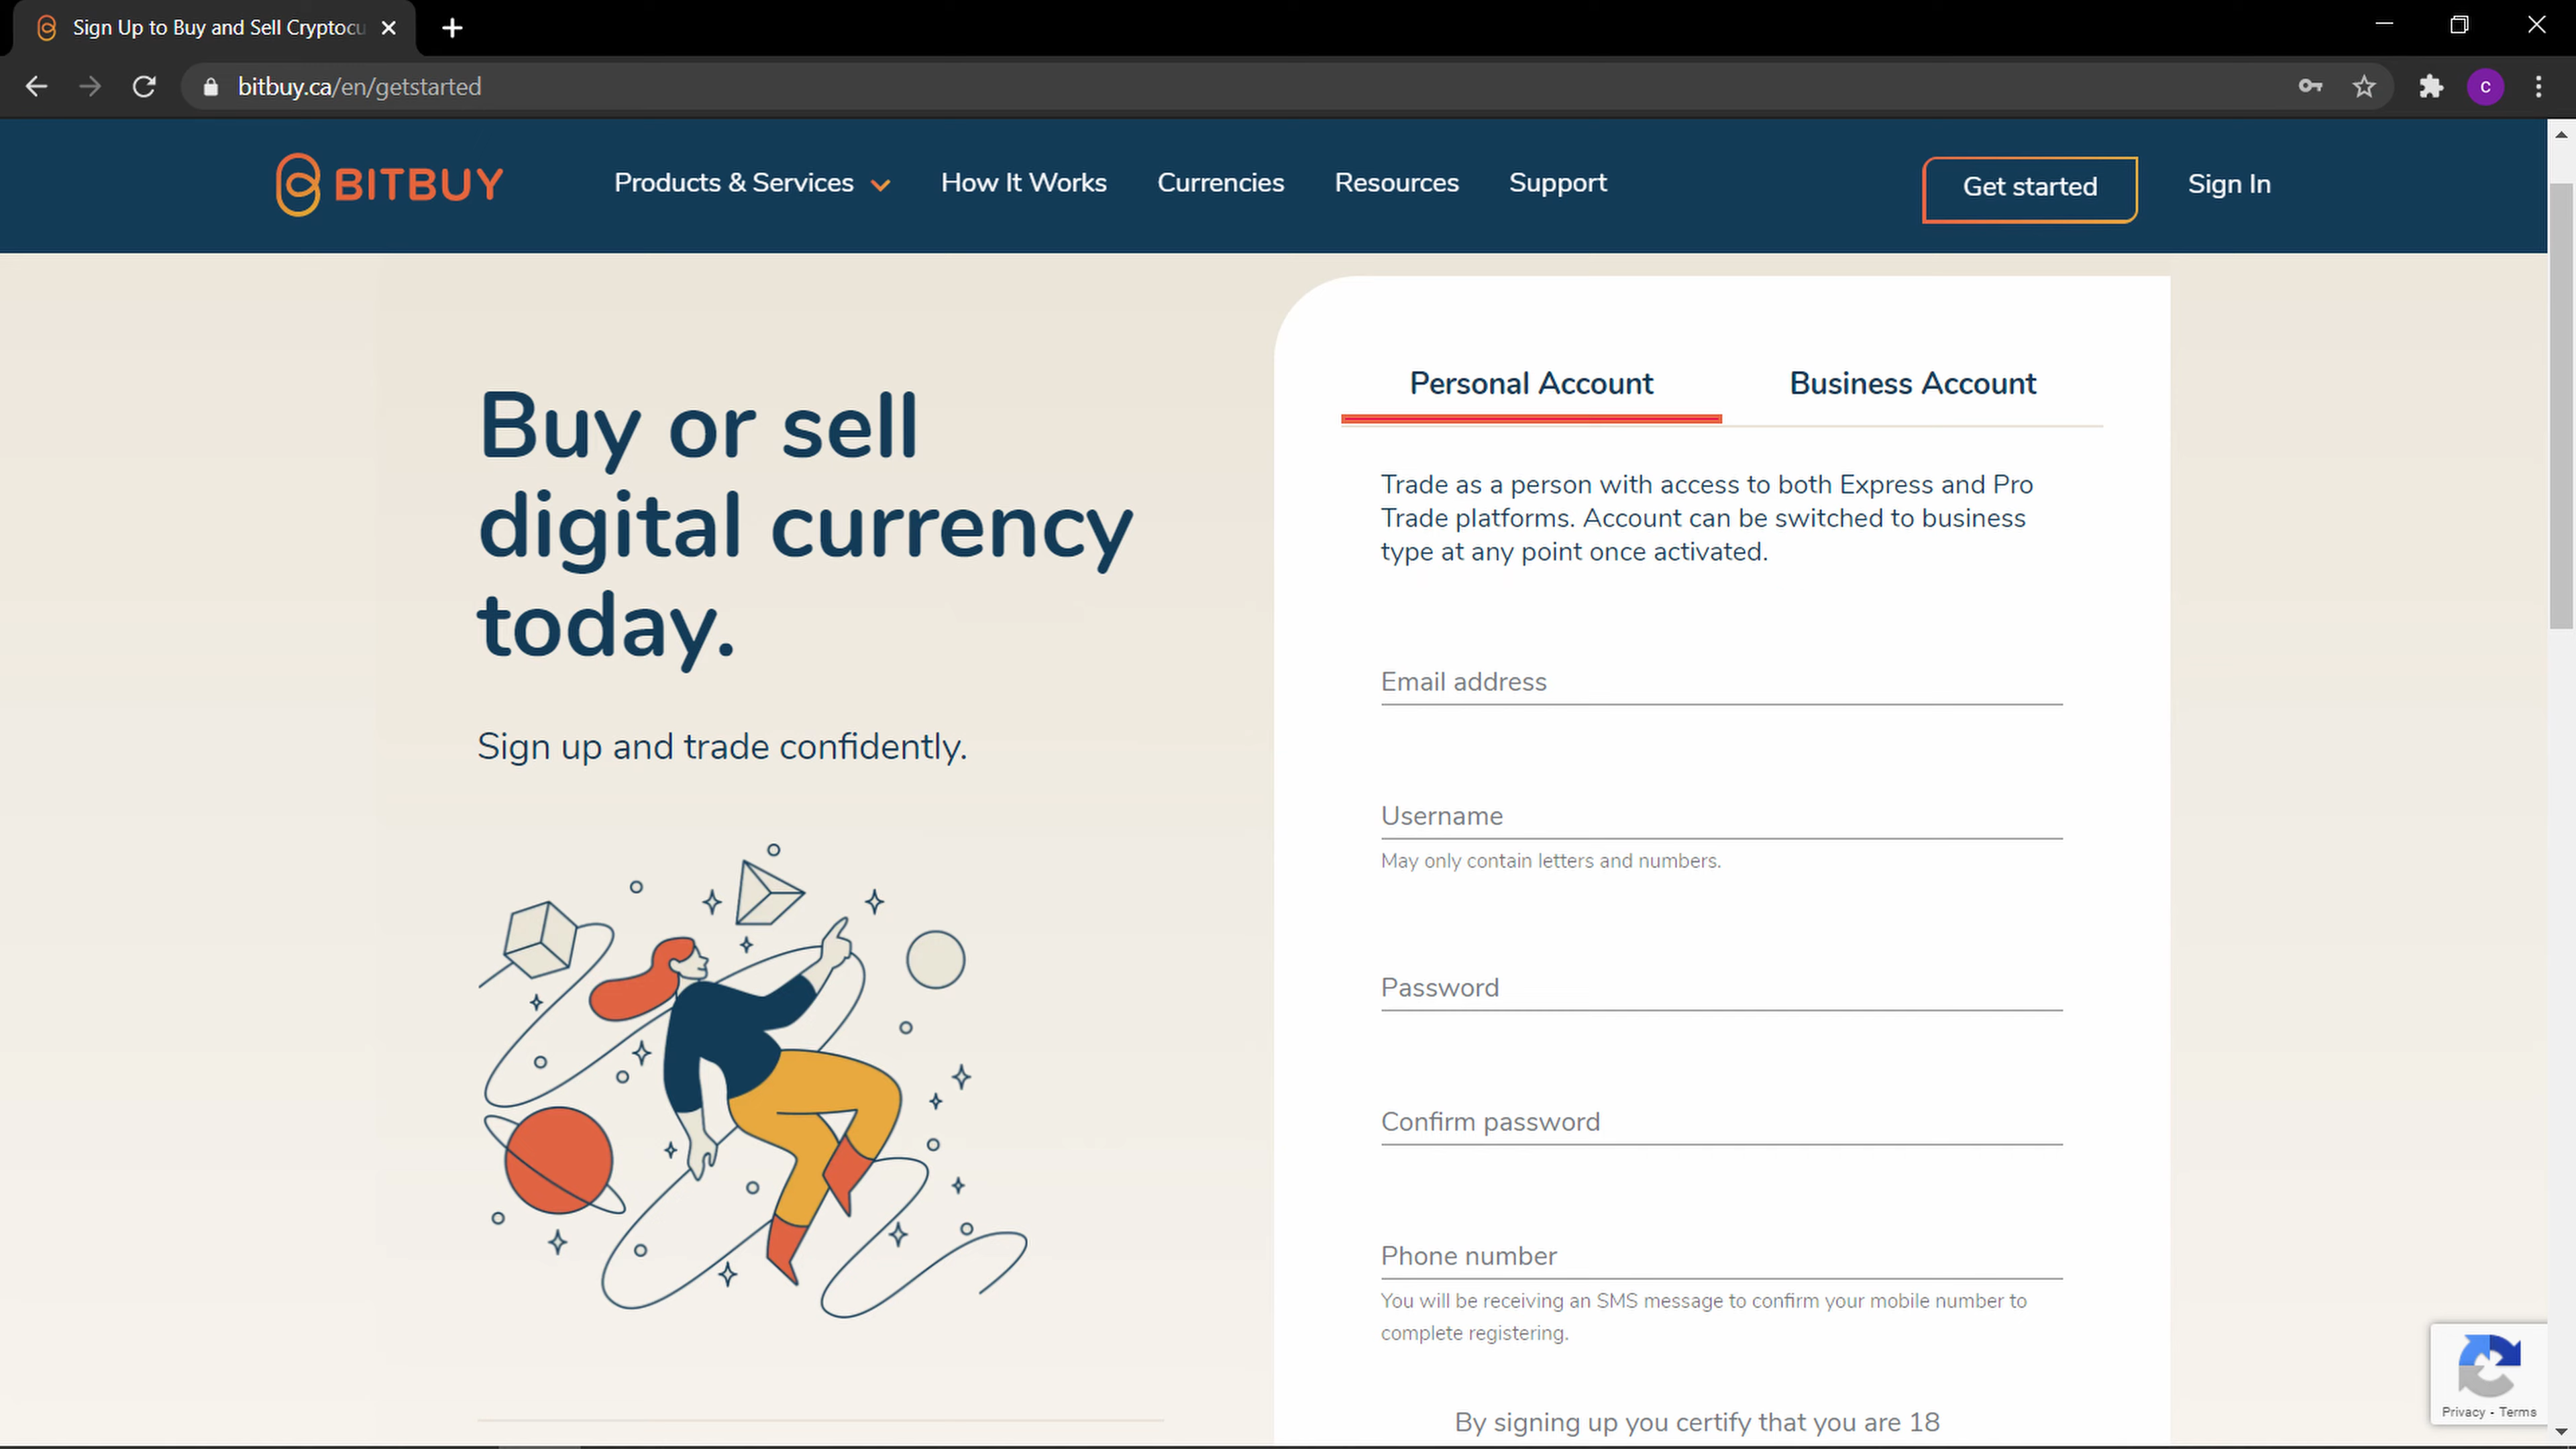 Sign Up to Buy and Sell Cryptocu
bitbuy.ca/en/getstarted
c
BITBUY
Products & Services
How It Works
Currencies
Resources
Support
Get started
Sign In
Buy or sell
digital currency
today.
Sign up and trade confidently.
Personal Account
Business Account
Trade as a person with access to both Express and Pro
Trade platforms. Account can be switched to business
type at any point once activated.
Email address
Username
May only contain letters and numbers.
Password
Confirm password
Phone number
You will be receiving an SMS message to confirm your mobile number to
complete registering.
By signing up you certify that you are 18
Privacy - Terms